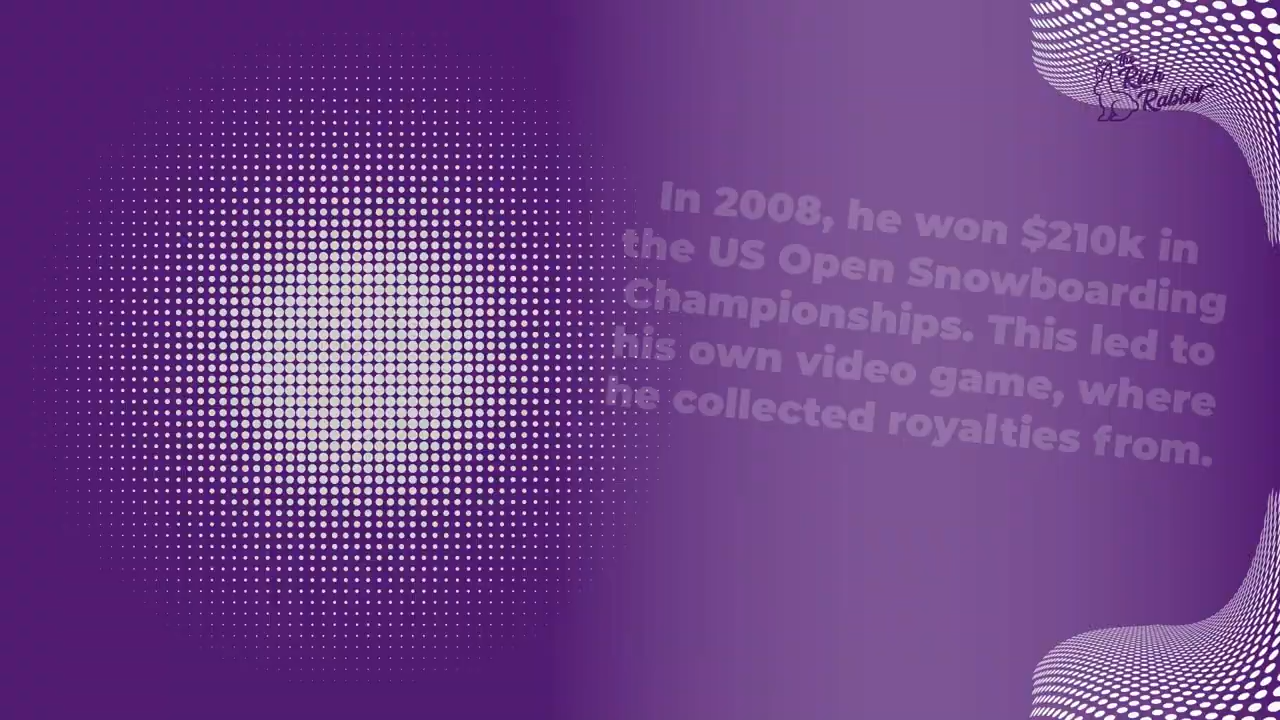 The
Rich
Rabbit
In 2008, he won $210k in
the US Open Snowboarding
Championships. This led to
his own video game, where
he collected royalties from.